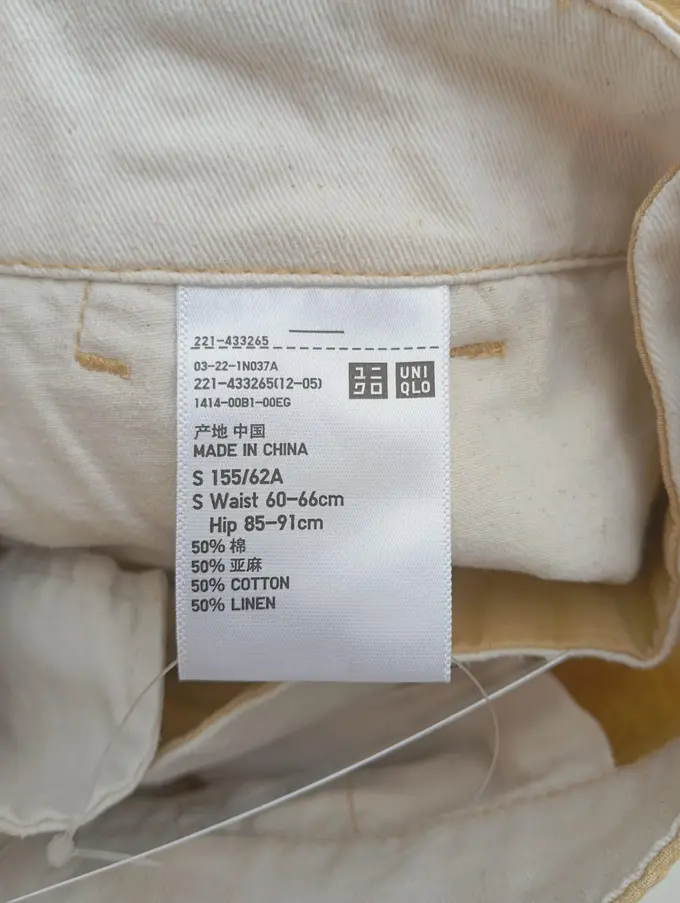 221-433265
03-22-1N037A
221-433265(12-05)
1414-00B1-00EG
ユニ
クロ
UNI
QLO
产地 中国
MADE IN CHINA
S 155/62A
S Waist 60-66cm
Hip 85-91cm
50% 棉
50% 亚麻
50% COTTON
50% LINEN